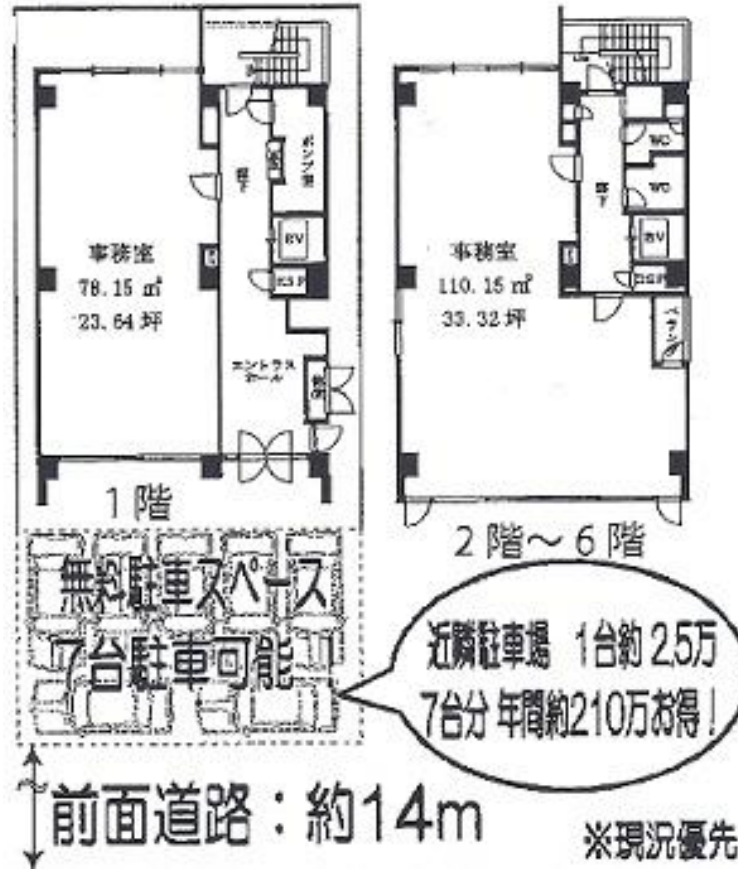 事務室
78.15 ㎡
23.64 坪
廊下
ポンプ室
EV
E.S.P
エントラス
ホール
1階
事務室
110.15 ㎡
33.32 坪
廊下
WC
WC
EV
2階～6階
無料駐車スペース
7台駐車可能
近隣駐車場 1台約 2.5万
7台分 年間約210万お得！
前面道路：約14m
※現況優先